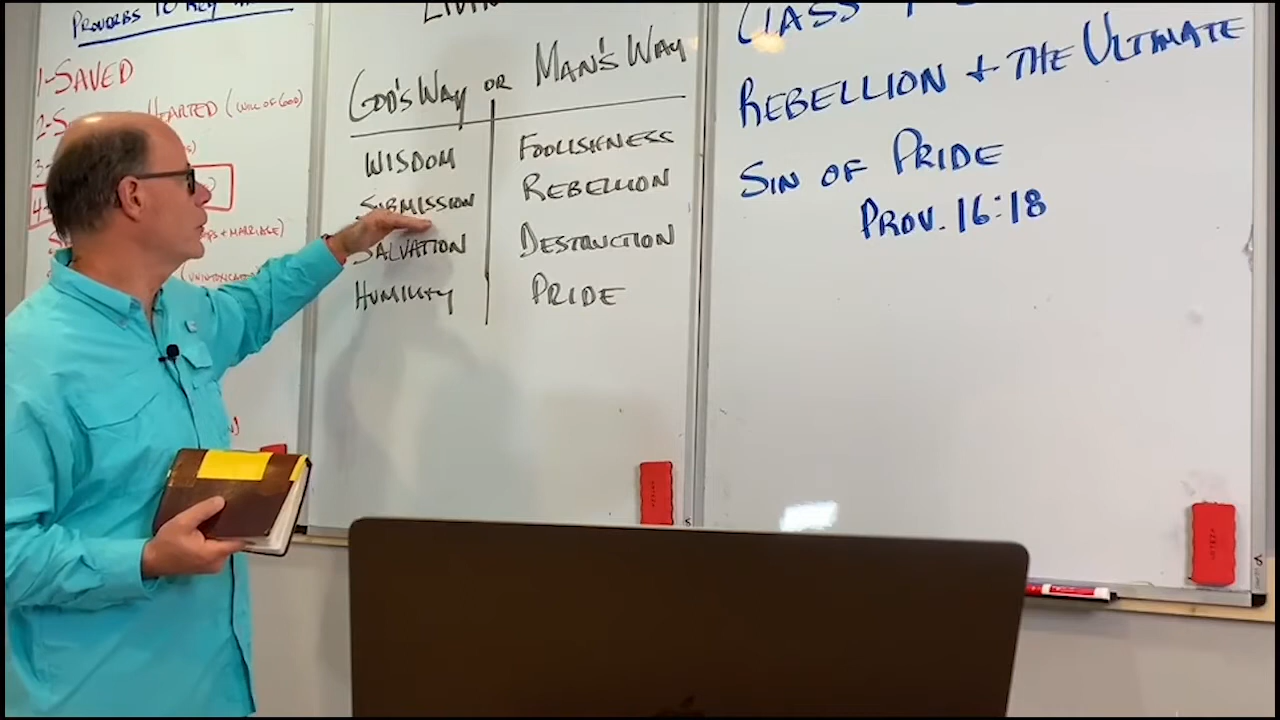 PROVERBS TO KEY
1-SAVED
2- HEARTED (WILL OF GOD)
3-
4-
+ MARRIAGE)
LIVIN
GOD'S WAY OR MAN'S WAY
WISDOM FOOLISHNESS
SUBMISSION REBELLION
SALVATION DESTRUCTION
HUMILITY PRIDE
CLASS
REBELLION + THE ULTIMATE
SIN OF PRIDE
PROV. 16:18